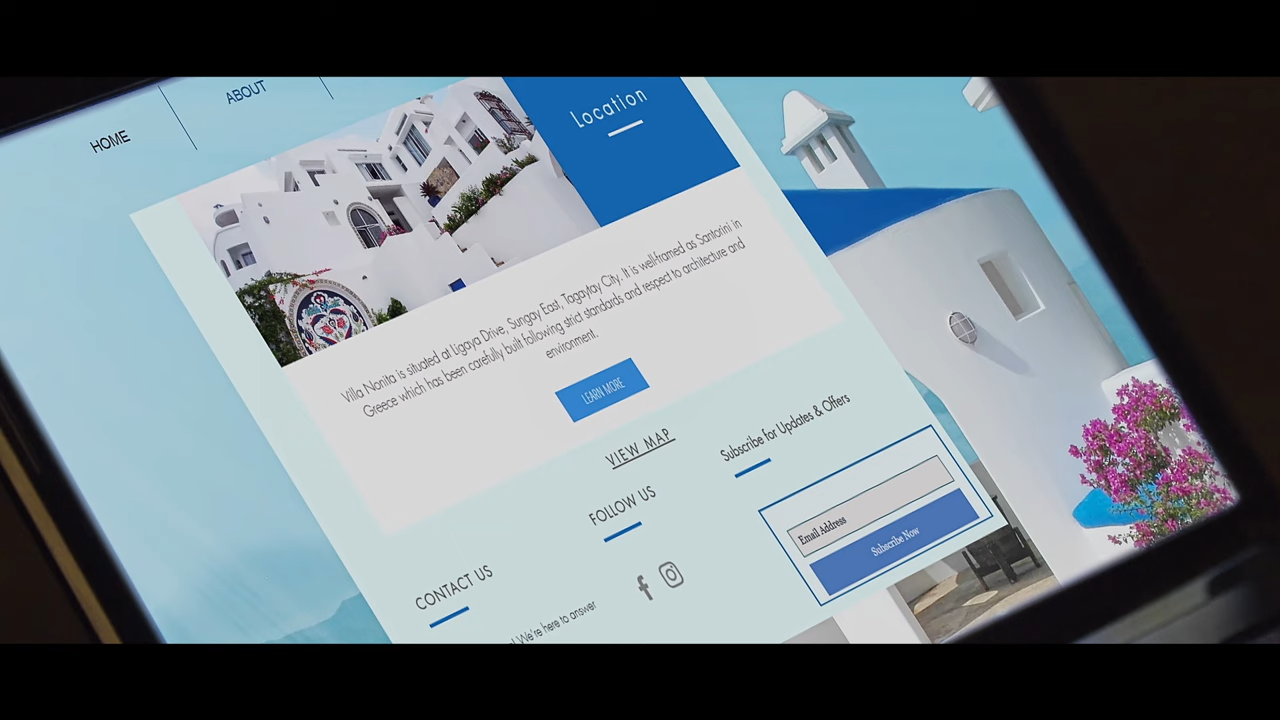 HOME
ABOUT
Location
Villa Nonita is situated at Ligaya Drive, Sungay East, Tagaytay City. It is well-framed as Santorini in
Greece which has been carefully built following strict standards and respect to architecture and
environment.
LEARN MORE
VIEW MAP
FOLLOW US
Subscribe for Updates & Offers
Email Address
Subscribe Now
CONTACT US
! We're here to answer